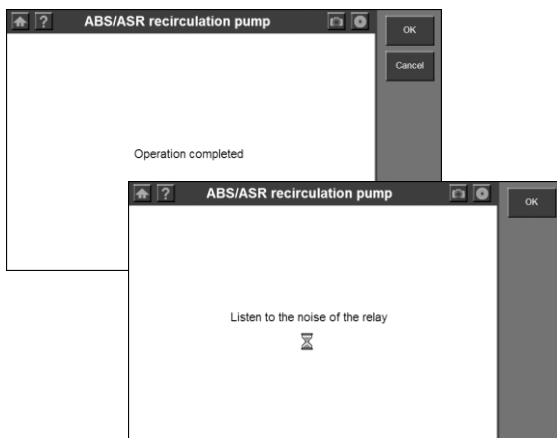 ? ABS/ASR recirculation pump
OK
Cancel
Operation completed
? ABS/ASR recirculation pump
OK
Listen to the noise of the relay